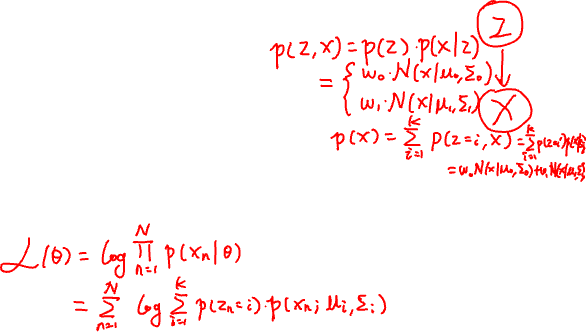 Z
p(z, x) = p(z) · p(x|z)
= { w₀ · N(x|μ₀, Σ₀)
w₁ · N(x|μ₁, Σ₁)
X
p(x) = Σ_{i=1}^{K} p(z=i, x) = Σ_{i=1}^{K} p(z=i)
= w₀ N(x|μ₀, Σ₀) + w₁ N(x|μ₁, Σ₁)
ℒ(θ) = log ∏_{n=1}^{N} p(xₙ|θ)
= Σ_{n=1}^{N} log Σ_{i=1}^{K} p(zₙ=i) · p(xₙ; μᵢ, Σᵢ)